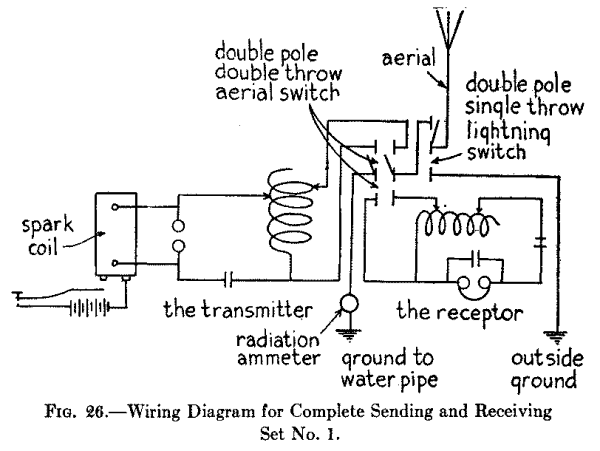 double pole
double throw
aerial switch
aerial
double pole
single throw
lightning
switch
spark
coil
the transmitter
the receptor
radiation
ammeter
ground to
water pipe
outside
ground
Fig. 26.—Wiring Diagram for Complete Sending and Receiving
Set No. 1.